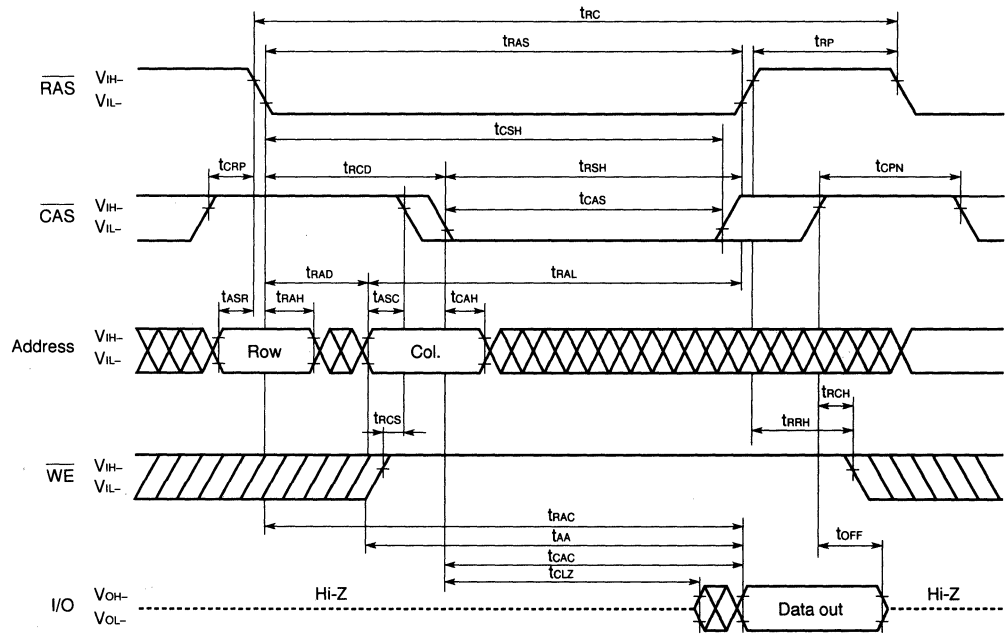 tRC
tRAS
tRP
RAS
VIH–
VIL–
tCSH
tCRP
tRCD
tRSH
tCPN
tCAS
CAS
VIH–
VIL–
tRAD
tRAL
tASR
tRAH
tASC
tCAH
Address
VIH–
VIL–
Row
Col.
tRCH
tRCS
tRRH
WE
VIH–
VIL–
tRAC
tAA
tOFF
tCAC
tCLZ
I/O
VOH–
VOL–
Hi-Z
Data out
Hi-Z